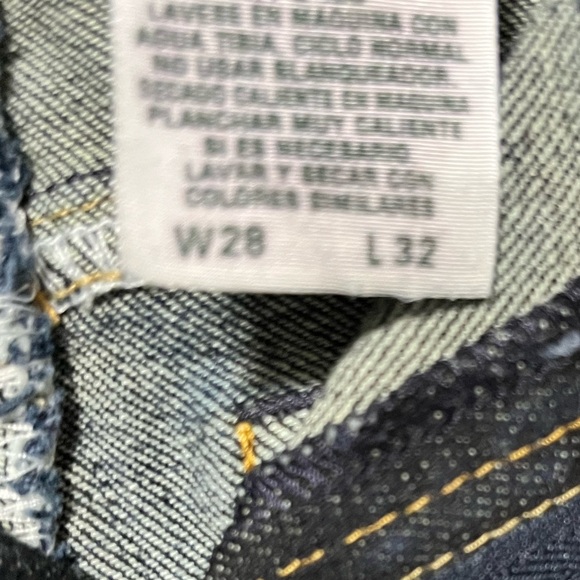 LAVESE EN MAQUINA CON
AGUA TIBIA, CICLO NORMAL
NO USAR BLANQUEADOR.
SECADO CALIENTE EN MAQUINA
PLANCHAR MUY CALIENTE
SI ES NECESARIO.
LAVAR Y SECAR CON
COLORES SIMILARES
W28 L32